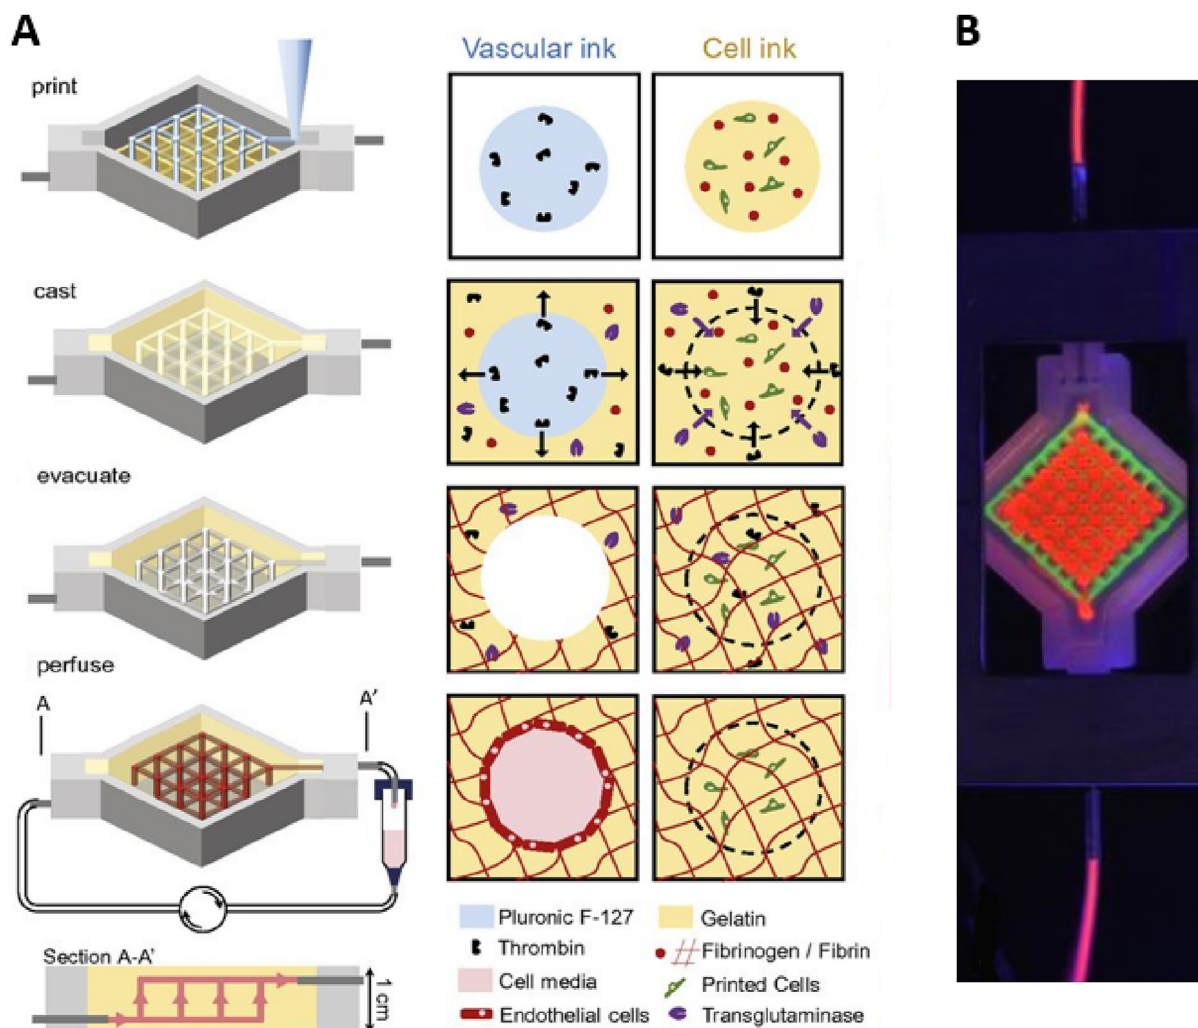 A
B
Vascular ink
Cell ink
print
cast
evacuate
perfuse
A
A'
Section A-A'
1 cm
Pluronic F-127
Gelatin
Thrombin
Fibrinogen / Fibrin
Cell media
Printed Cells
Endothelial cells
Transglutaminase